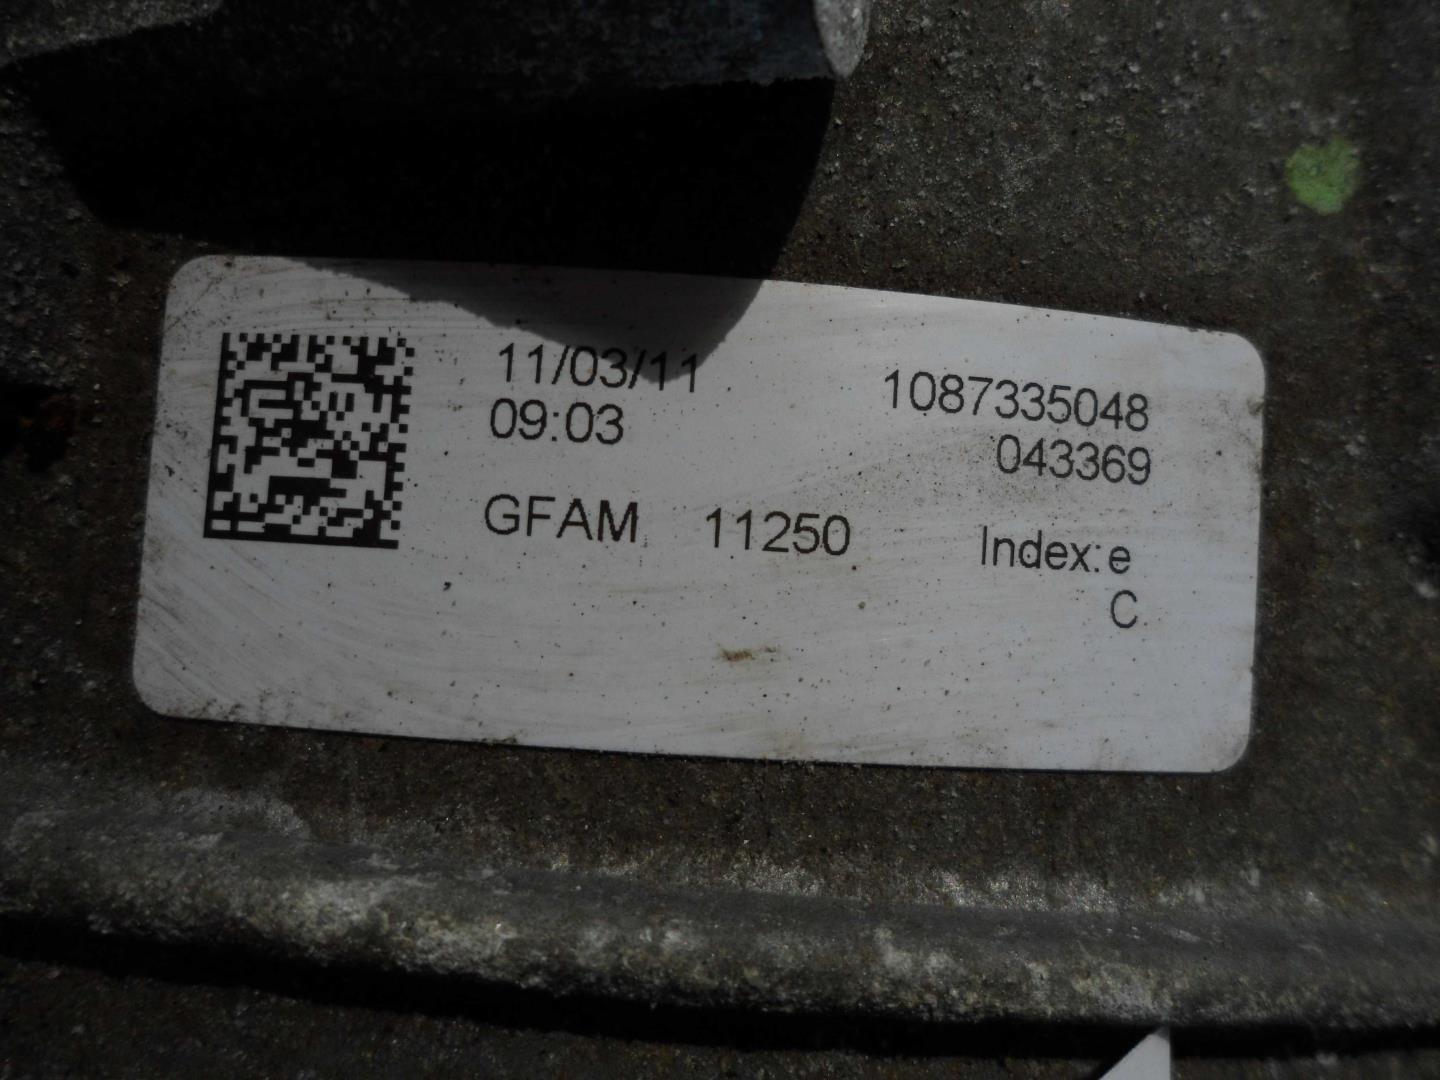 11/03/11
09:03
1087335048
043369
GFAM 11250
Index:e
C